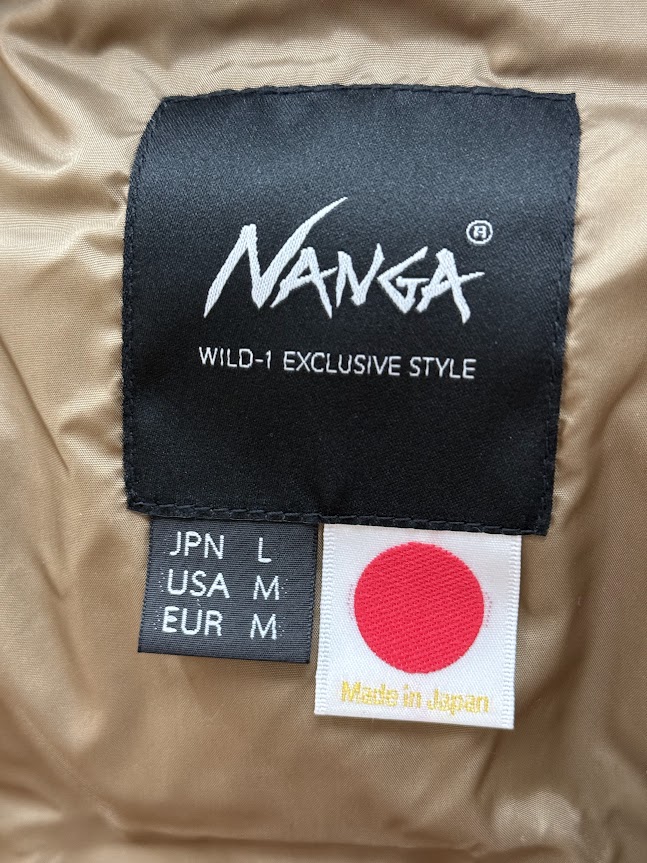 NANGA®
WILD-1 EXCLUSIVE STYLE
JPN L
USA M
EUR M
Made in Japan